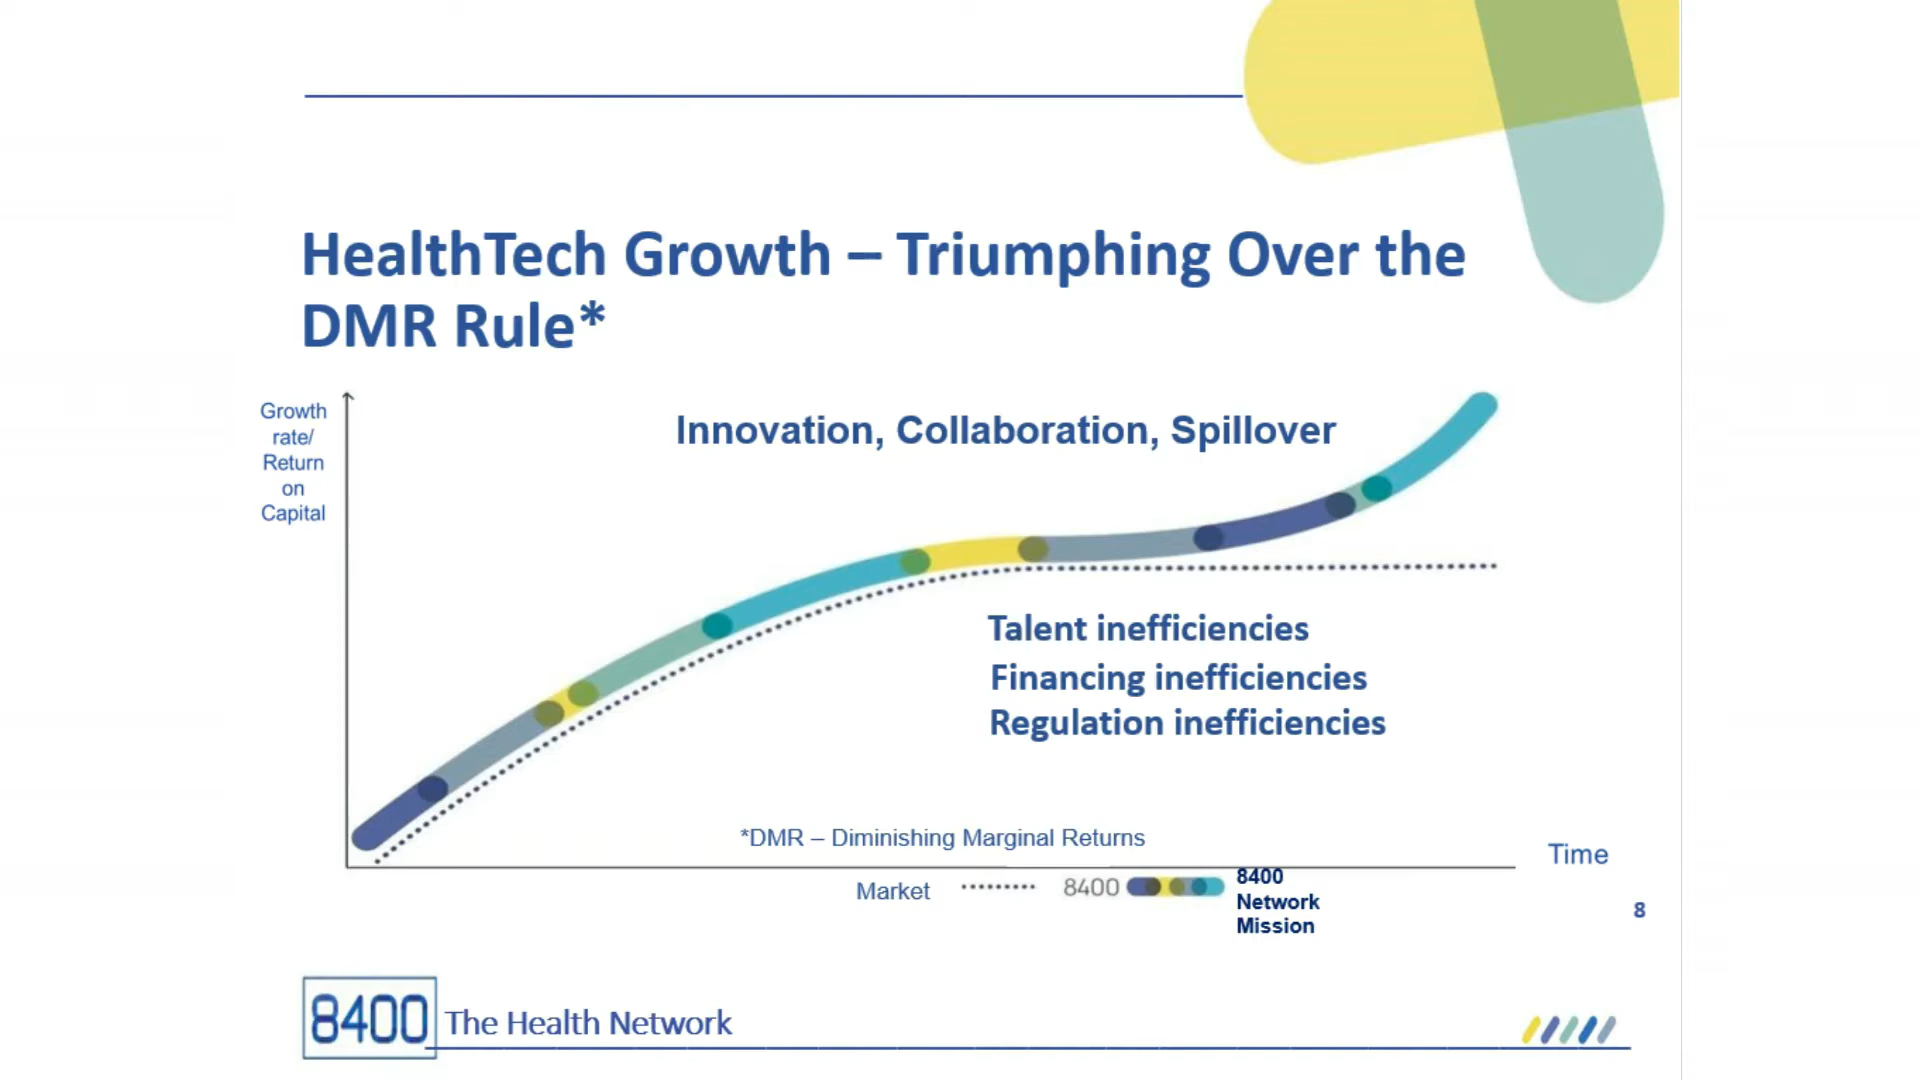 HealthTech Growth – Triumphing Over the
DMR Rule*
Growth
rate/
Return
on
Capital
Innovation, Collaboration, Spillover
Talent inefficiencies
Financing inefficiencies
Regulation inefficiencies
*DMR – Diminishing Marginal Returns
Time
Market
8400
8400
Network
Mission
8
8400 The Health Network